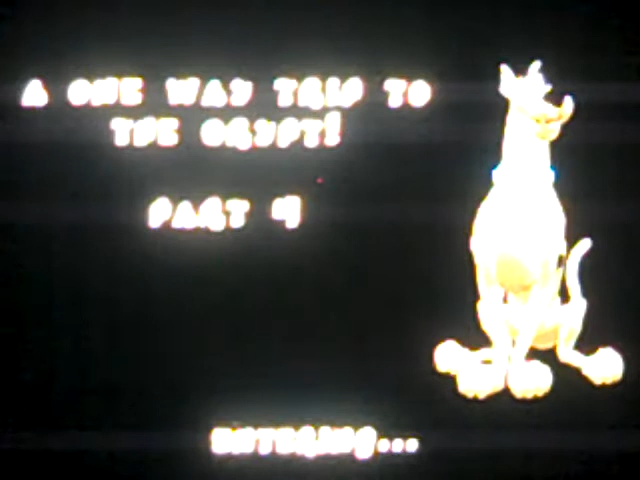 A ONE WAY TRIP TO
THE CRYPT!
PART 4
ENTERING...